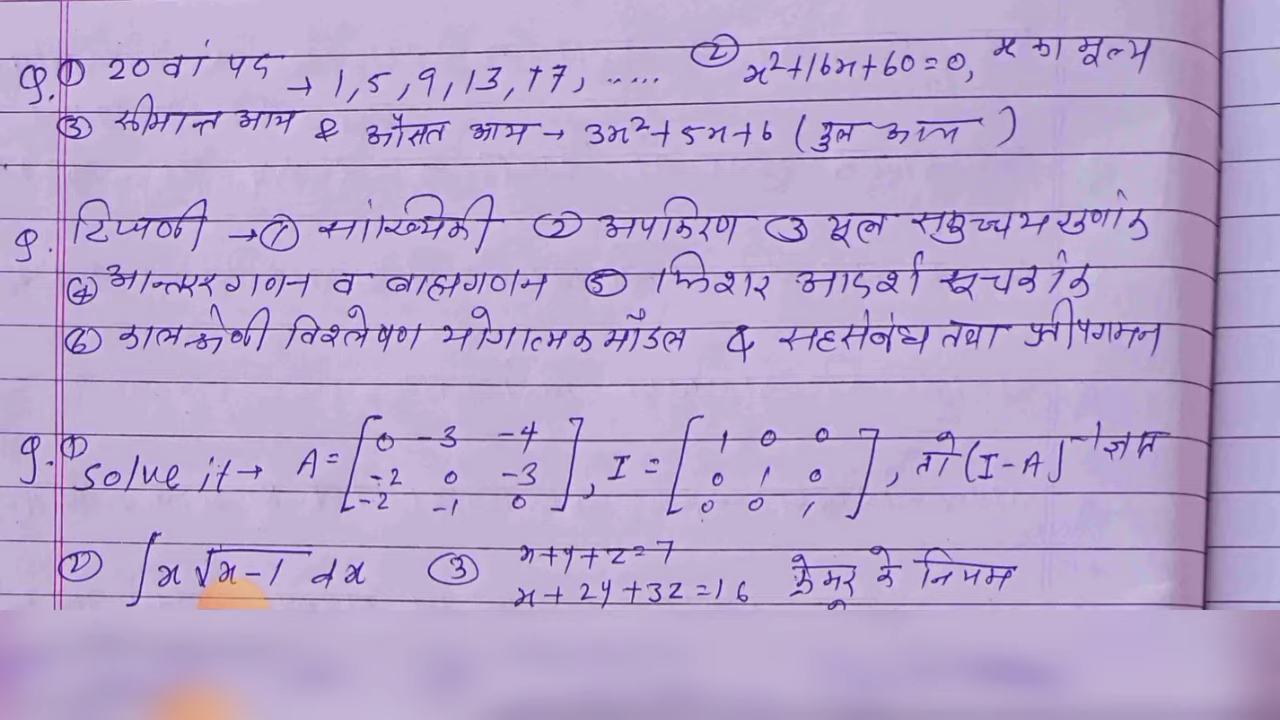 Q. ① 20 वां पद → 1, 5, 9, 13, 17, ..... ② x²+16x+60=0, x का मूल्य
③ सीमान्त आय & औसत आय → 3x²+5x+6 (कुल आय)
Q. टिप्पणी → ① सांख्यिकी ② अपकिरण ③ मूल समुच्चय गुणांक
④ आन्तरगणन व बाह्यगणन ⑤ फिशर आदर्श सूचकांक
⑥ काल श्रेणी विश्लेषण योगात्मक मॉडल & सहसंबंध तथा प्रतीपगमन
Q. ① Solve it → A = [0 -3 -4, I = [1 0 0, तो (I-A)⁻¹ ज्ञात
-2 0 -3] 0 1 0]
-2 -1 0 0 0 1
② ∫x √x-1 dx ③ x+y+z=7
x+2y+3z=16 क्रेमर के नियम